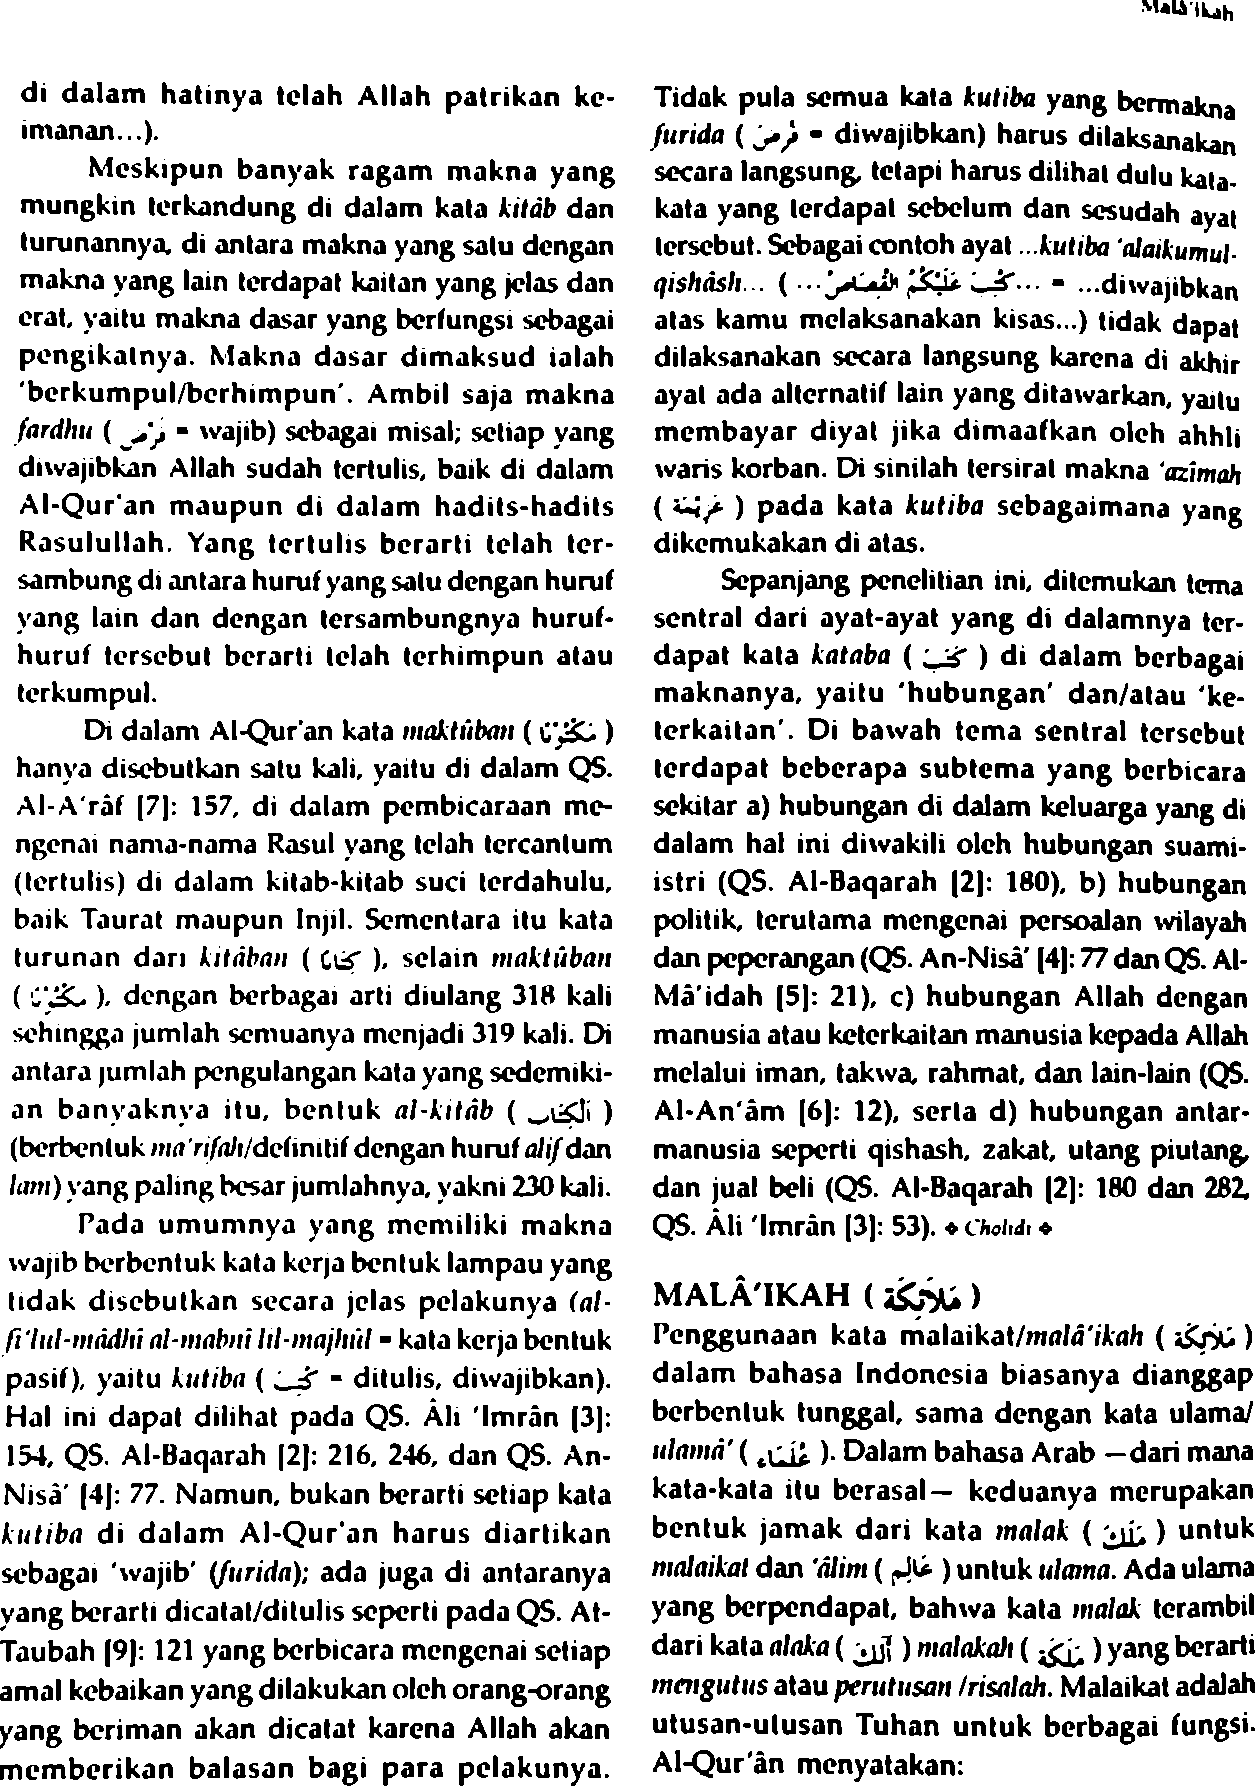 Malâ'ikah
di dalam hatinya telah Allah patrikan ke-
imanan...).
Meskipun banyak ragam makna yang
mungkin terkandung di dalam kata kitâb dan
turunannya, di antara makna yang satu dengan
makna yang lain terdapat kaitan yang jelas dan
erat, yaitu makna dasar yang berfungsi sebagai
pengikatnya. Makna dasar dimaksud ialah
'berkumpul/berhimpun'. Ambil saja makna
fardhu ( فَرْضٌ = wajib) sebagai misal; setiap yang
diwajibkan Allah sudah tertulis, baik di dalam
Al-Qur'an maupun di dalam hadits-hadits
Rasulullah. Yang tertulis berarti telah ter-
sambung di antara huruf yang satu dengan huruf
yang lain dan dengan tersambungnya huruf-
huruf tersebut berarti telah terhimpun atau
terkumpul.
Di dalam Al-Qur'an kata maktûban ( مَكْتُوْبًا )
hanya disebutkan satu kali, yaitu di dalam QS.
Al-A'râf [7]: 157, di dalam pembicaraan me-
ngenai nama-nama Rasul yang telah tercantum
(tertulis) di dalam kitab-kitab suci terdahulu,
baik Taurat maupun Injil. Sementara itu kata
turunan dari kitâban ( كِتَابًا ), selain maktûban
( مَكْتُوْبًا ), dengan berbagai arti diulang 318 kali
sehingga jumlah semuanya menjadi 319 kali. Di
antara jumlah pengulangan kata yang sedemiki-
an banyaknya itu, bentuk al-kitâb ( اَلْكِتَاب )
(berbentuk ma'rifah/definitif dengan huruf alif dan
lam) yang paling besar jumlahnya, yakni 230 kali.
Pada umumnya yang memiliki makna
wajib berbentuk kata kerja bentuk lampau yang
tidak disebutkan secara jelas pelakunya (al-
fi'lul-mâdhî al-mabnî lil-majhûl = kata kerja bentuk
pasif), yaitu kutiba ( كُتِبَ = ditulis, diwajibkan).
Hal ini dapat dilihat pada QS. Âli 'Imrân [3]:
154, QS. Al-Baqarah [2]: 216, 246, dan QS. An-
Nisâ' [4]: 77. Namun, bukan berarti setiap kata
kutiba di dalam Al-Qur'an harus diartikan
sebagai 'wajib' (furida); ada juga di antaranya
yang berarti dicatat/ditulis seperti pada QS. At-
Taubah [9]: 121 yang berbicara mengenai setiap
amal kebaikan yang dilakukan oleh orang-orang
yang beriman akan dicatat karena Allah akan
memberikan balasan bagi para pelakunya.
Tidak pula semua kata kutiba yang bermakna
furida ( فُرِضَ = diwajibkan) harus dilaksanakan
secara langsung, tetapi harus dilihat dulu kata-
kata yang terdapat sebelum dan sesudah ayat
tersebut. Sebagai contoh ayat ...kutiba 'alaikumul-
qishâsh... ( ...كُتِبَ عَلَيْكُمُ الْقِصَاصُ... = ...diwajibkan
atas kamu melaksanakan kisas...) tidak dapat
dilaksanakan secara langsung karena di akhir
ayat ada alternatif lain yang ditawarkan, yaitu
membayar diyat jika dimaafkan oleh ahhli
waris korban. Di sinilah tersirat makna 'azîmah
( عَزِيْمَة ) pada kata kutiba sebagaimana yang
dikemukakan di atas.
Sepanjang penelitian ini, ditemukan tema
sentral dari ayat-ayat yang di dalamnya ter-
dapat kata kataba ( كَتَبَ ) di dalam berbagai
maknanya, yaitu 'hubungan' dan/atau 'ke-
terkaitan'. Di bawah tema sentral tersebut
terdapat beberapa subtema yang berbicara
sekitar a) hubungan di dalam keluarga yang di
dalam hal ini diwakili oleh hubungan suami-
istri (QS. Al-Baqarah [2]: 180), b) hubungan
politik, terutama mengenai persoalan wilayah
dan peperangan (QS. An-Nisâ' [4]: 77 dan QS. Al-
Mâ'idah [5]: 21), c) hubungan Allah dengan
manusia atau keterkaitan manusia kepada Allah
melalui iman, takwa, rahmat, dan lain-lain (QS.
Al-An'âm [6]: 12), serta d) hubungan antar-
manusia seperti qishash, zakat, utang piutang,
dan jual beli (QS. Al-Baqarah [2]: 180 dan 282,
QS. Âli 'Imrân [3]: 53). ◆ Cholidi ◆
MALÂ'IKAH ( مَلَائِكَة )
Penggunaan kata malaikat/malâ'ikah ( مَلَائِكَة )
dalam bahasa Indonesia biasanya dianggap
berbentuk tunggal, sama dengan kata ulama/
ulamâ' ( عُلَمَاء ). Dalam bahasa Arab —dari mana
kata-kata itu berasal— keduanya merupakan
bentuk jamak dari kata malak ( مَلَك ) untuk
malaikat dan 'âlim ( عَالِم ) untuk ulama. Ada ulama
yang berpendapat, bahwa kata malak terambil
dari kata alaka ( أَلَكَ ) malakah ( مَلَكَة ) yang berarti
mengutus atau perutusan /risalah. Malaikat adalah
utusan-utusan Tuhan untuk berbagai fungsi.
Al-Qur'ân menyatakan: